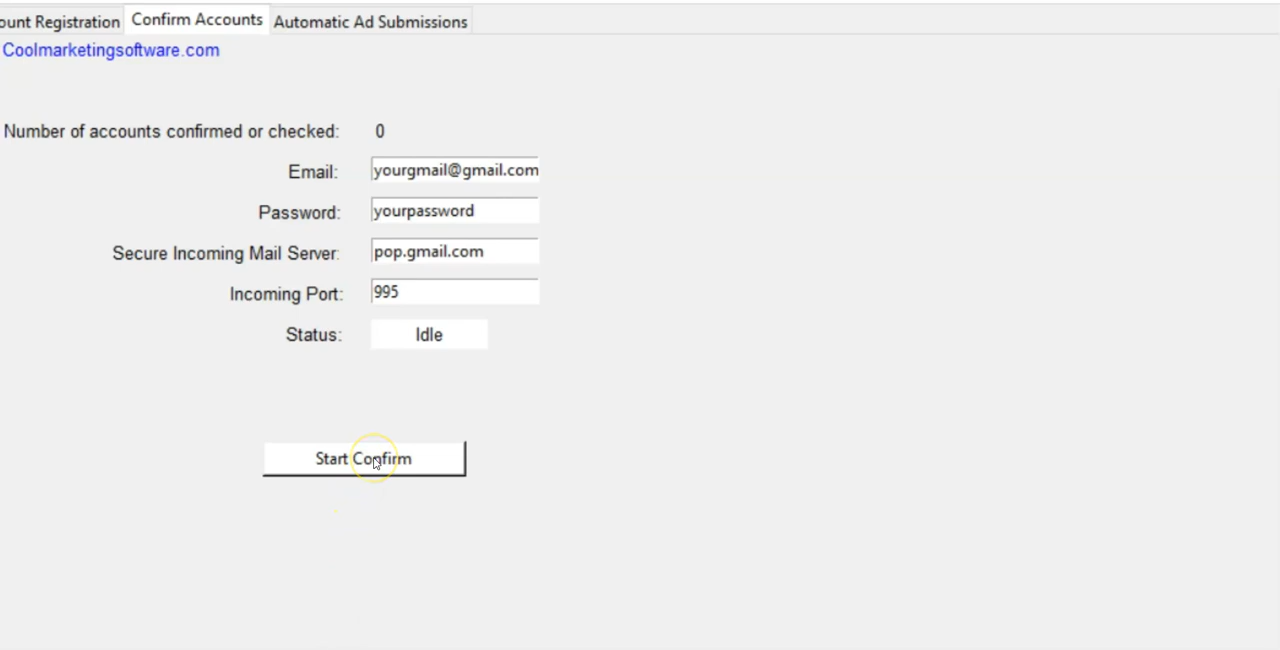 ount Registration Confirm Accounts Automatic Ad Submissions
Coolmarketingsoftware.com
Number of accounts confirmed or checked: 0
Email: yourgmail@gmail.com
Password: yourpassword
Secure Incoming Mail Server: pop.gmail.com
Incoming Port: 995
Status: Idle
Start Confirm